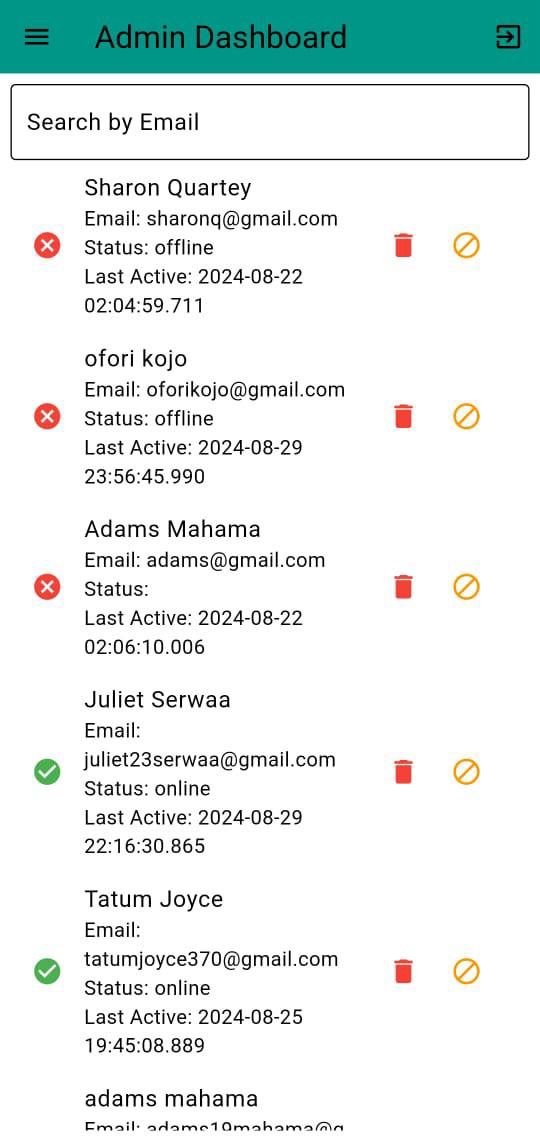 Admin Dashboard
Search by Email
Sharon Quartey
Email: sharonq@gmail.com
Status: offline
Last Active: 2024-08-22
02:04:59.711
ofori kojo
Email: oforikojo@gmail.com
Status: offline
Last Active: 2024-08-29
23:56:45.990
Adams Mahama
Email: adams@gmail.com
Status:
Last Active: 2024-08-22
02:06:10.006
Juliet Serwaa
Email:
juliet23serwaa@gmail.com
Status: online
Last Active: 2024-08-29
22:16:30.865
Tatum Joyce
Email:
tatumjoyce370@gmail.com
Status: online
Last Active: 2024-08-25
19:45:08.889
adams mahama
Email: adams19mahama@g